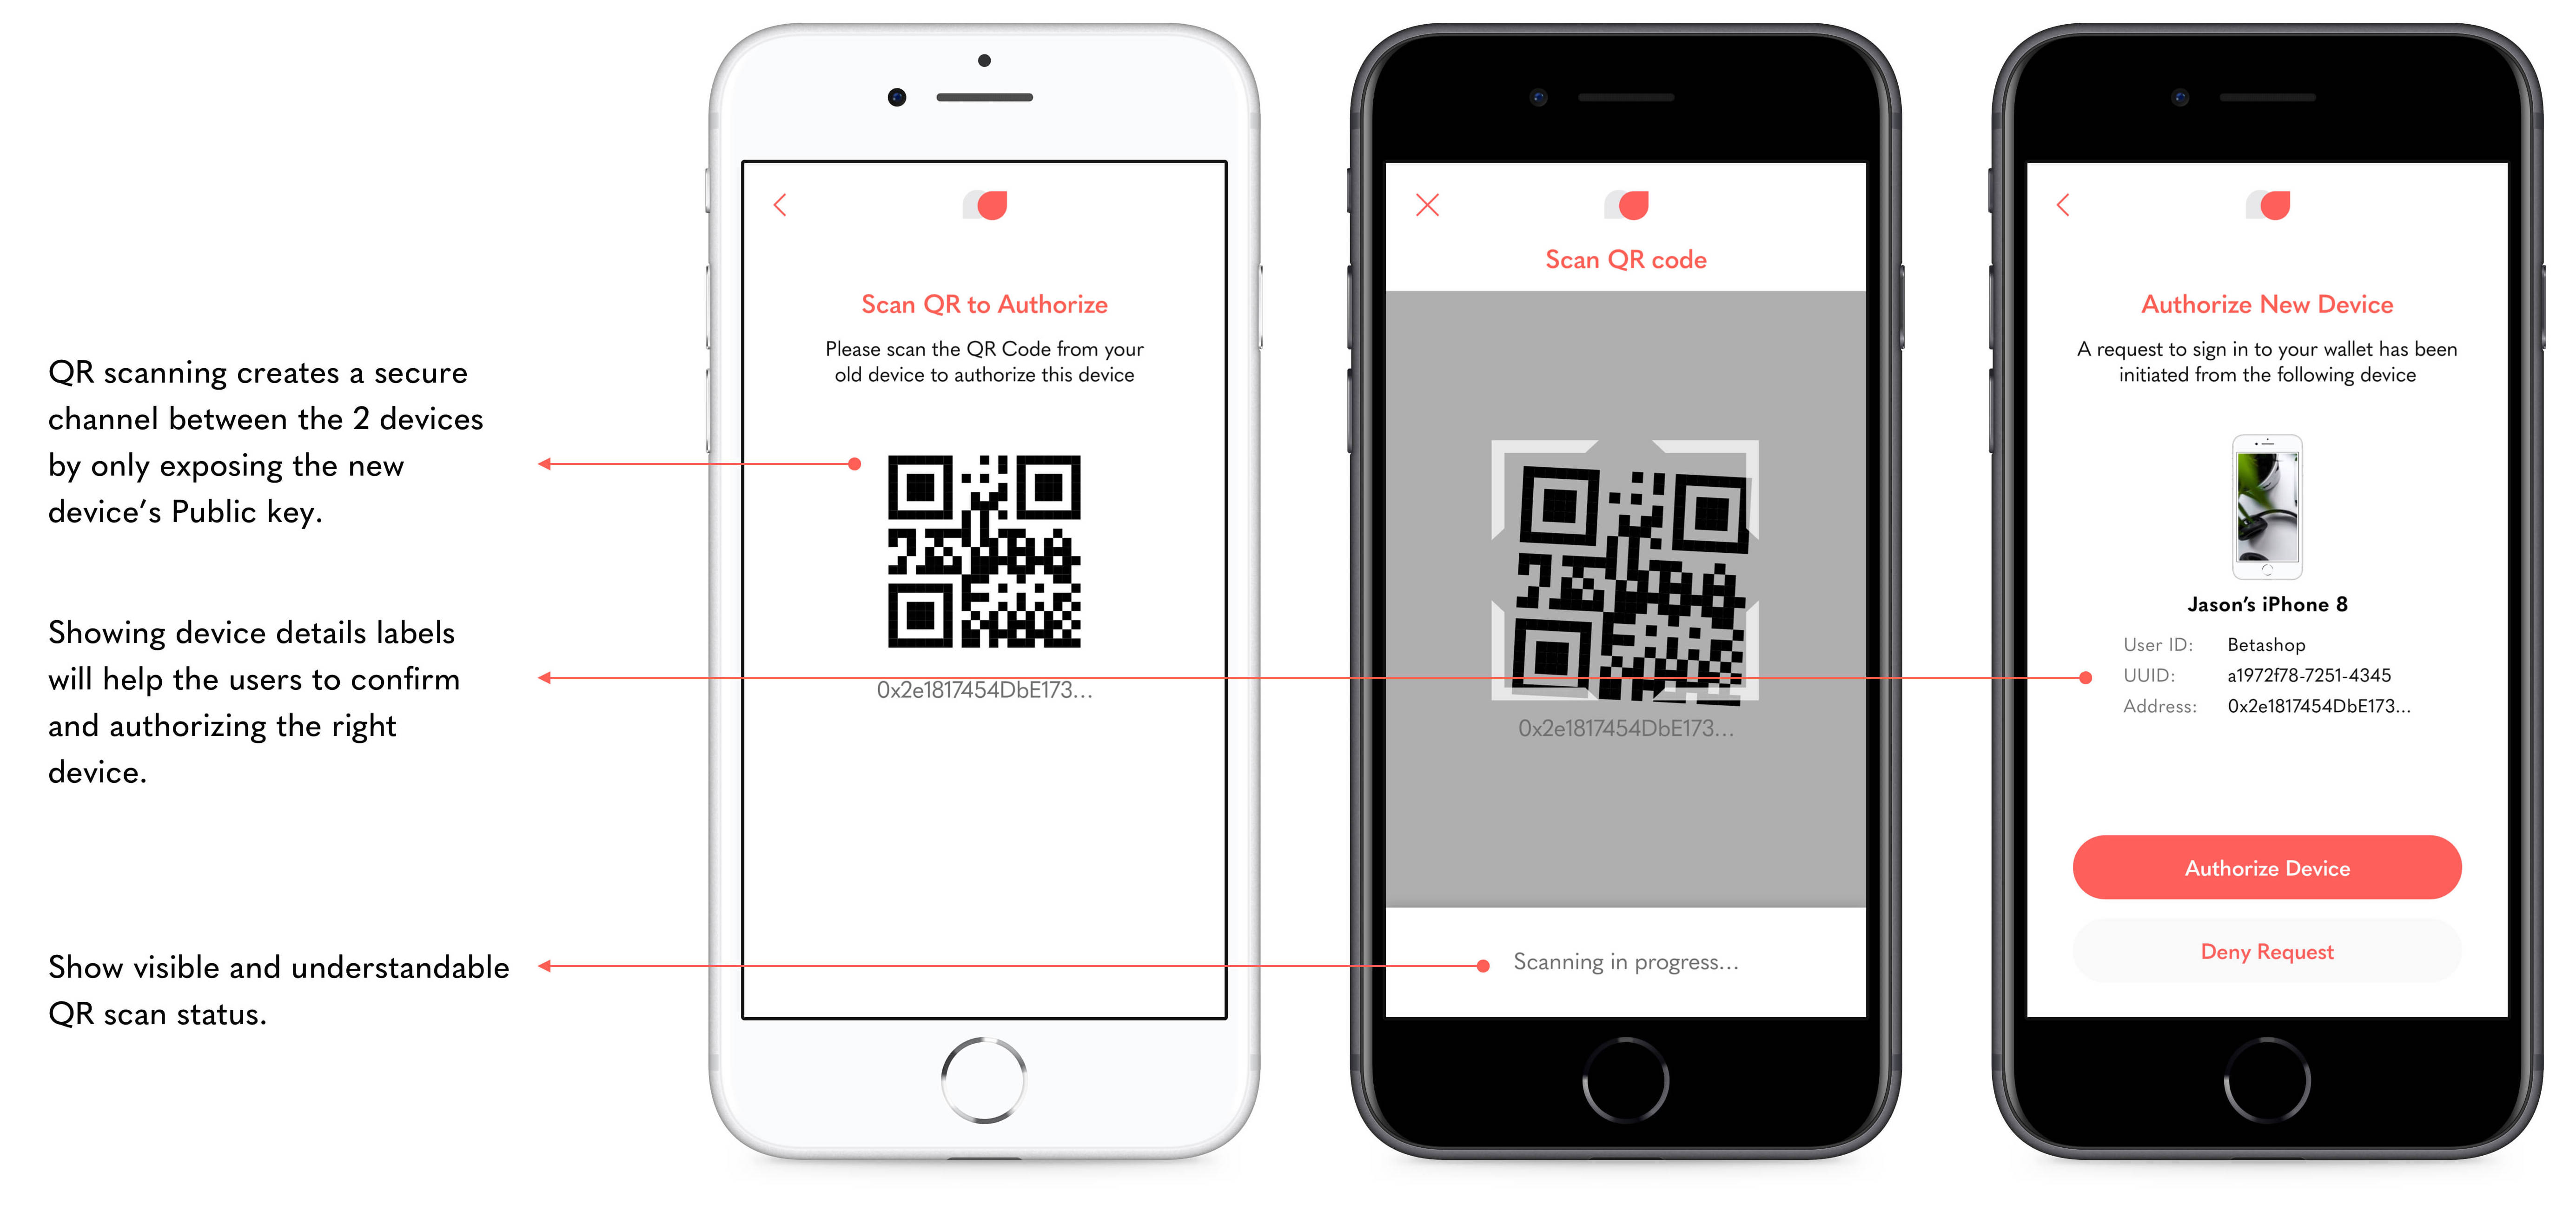 QR scanning creates a secure
channel between the 2 devices
by only exposing the new
device's Public key.
Showing device details labels
will help the users to confirm
and authorizing the right
device.
Show visible and understandable
QR scan status.
Scan QR to Authorize
Please scan the QR Code from your
old device to authorize this device
0x2e1817454DbE173...
Scan QR code
0x2e1817454DbE173...
Scanning in progress...
Authorize New Device
A request to sign in to your wallet has been
initiated from the following device
Jason's iPhone 8
User ID: Betashop
UUID: a1972f78-7251-4345
Address: 0x2e1817454DbE173...
Authorize Device
Deny Request